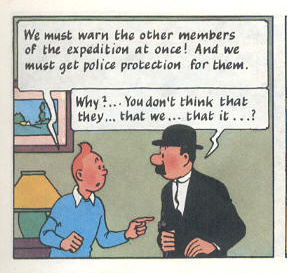 We must warn the other members
of the expedition at once! And we
must get police protection for them.
Why?... You don't think that
they... that we... that it...?